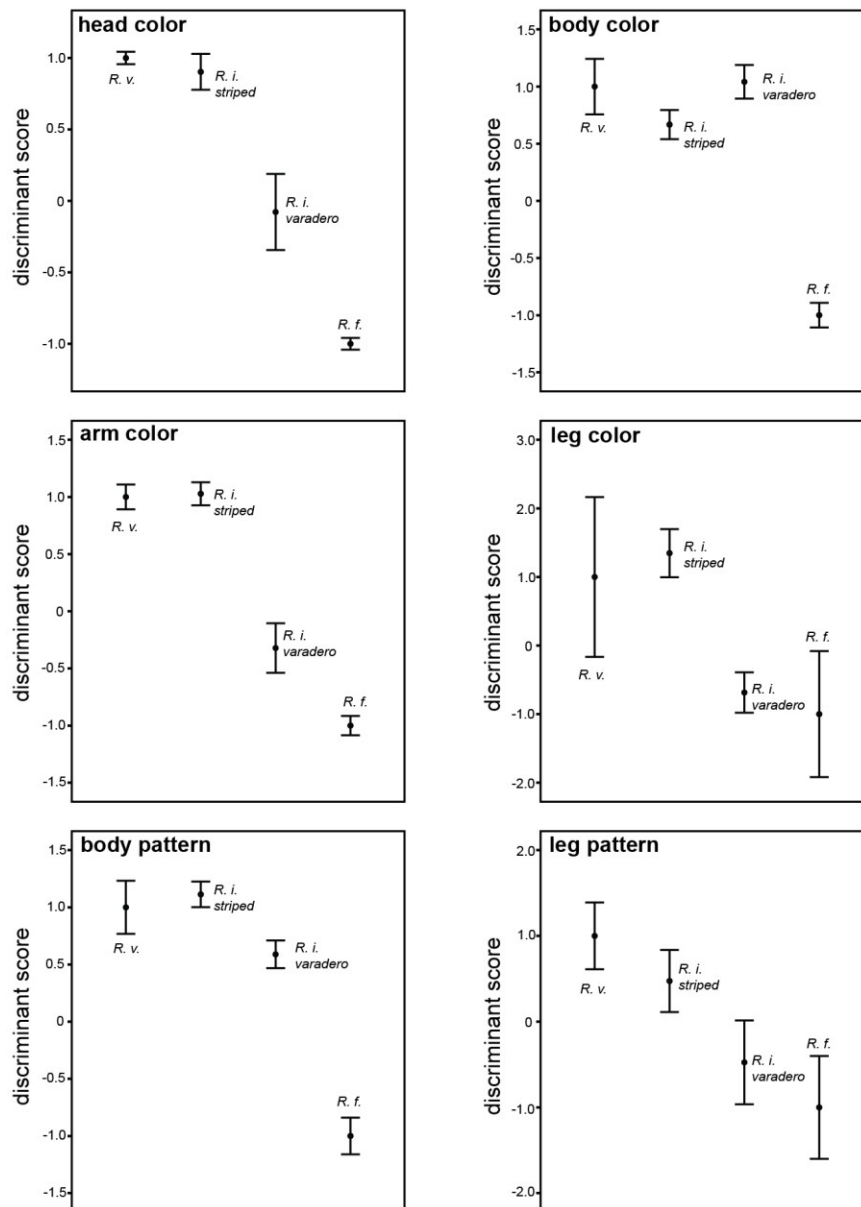 head color
discriminant score
1.0
0.5
0
-0.5
-1.0
R. v.
R. i.
striped
R. i.
varadero
R. f.
body color
discriminant score
1.5
1.0
0.5
0
-0.5
-1.0
-1.5
R. v.
R. i.
striped
R. i.
varadero
R. f.
arm color
discriminant score
1.5
1.0
0.5
0
-0.5
-1.0
-1.5
R. v.
R. i.
striped
R. i.
varadero
R. f.
leg color
discriminant score
3.0
2.0
1.0
0
-1.0
-2.0
R. v.
R. i.
striped
R. i.
varadero
R. f.
body pattern
discriminant score
1.5
1.0
0.5
0
-0.5
-1.0
-1.5
R. v.
R. i.
striped
R. i.
varadero
R. f.
leg pattern
discriminant score
2.0
1.0
0
-1.0
-2.0
R. v.
R. i.
striped
R. i.
varadero
R. f.